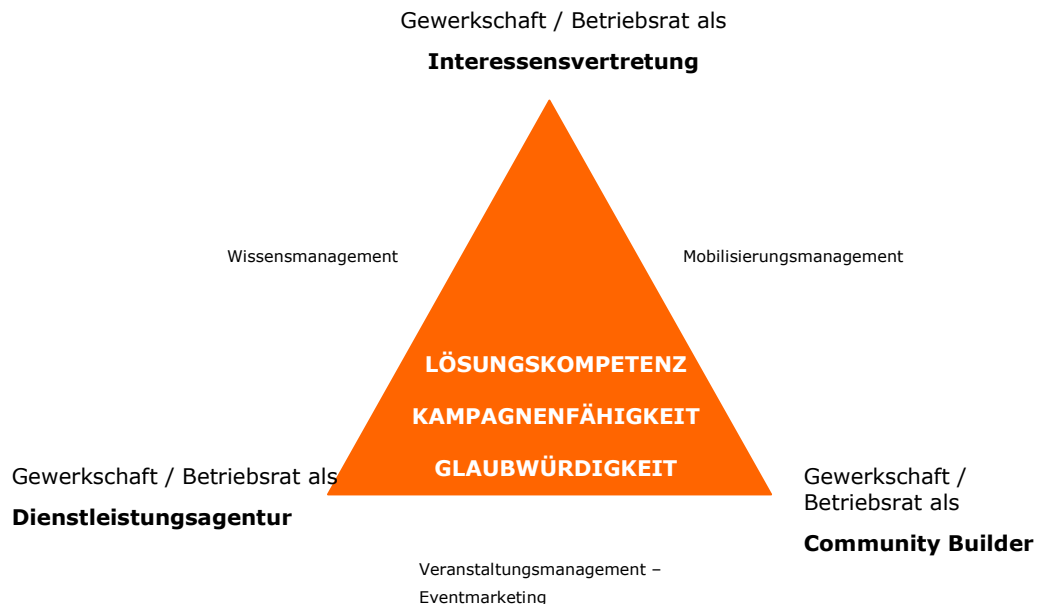 Gewerkschaft / Betriebsrat als
Interessensvertretung
Wissensmanagement
Mobilisierungsmanagement
LÖSUNGSKOMPETENZ
KAMPAGNENFÄHIGKEIT
GLAUBWÜRDIGKEIT
Gewerkschaft / Betriebsrat als
Dienstleistungsagentur
Gewerkschaft /
Betriebsrat als
Community Builder
Veranstaltungsmanagement –
Eventmarketing